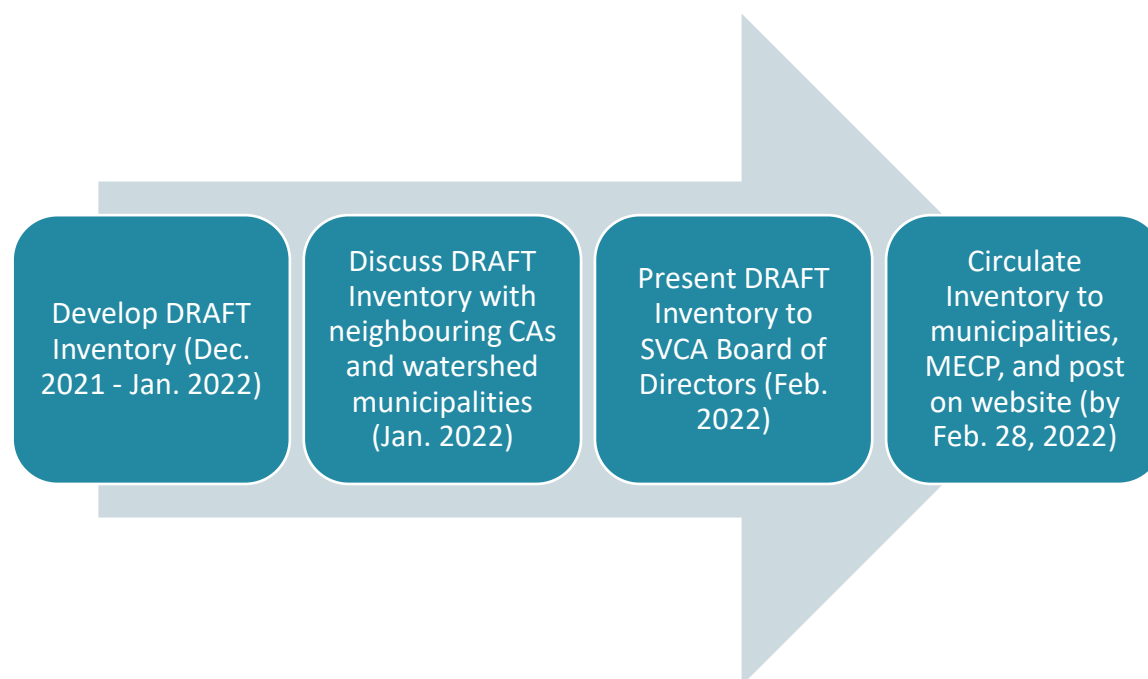 Develop DRAFT
Inventory (Dec.
2021 - Jan. 2022)
Discuss DRAFT
Inventory with
neighbouring CAs
and watershed
municipalities
(Jan. 2022)
Present DRAFT
Inventory to
SVCA Board of
Directors (Feb.
2022)
Circulate
Inventory to
municipalities,
MECP, and post
on website (by
Feb. 28, 2022)